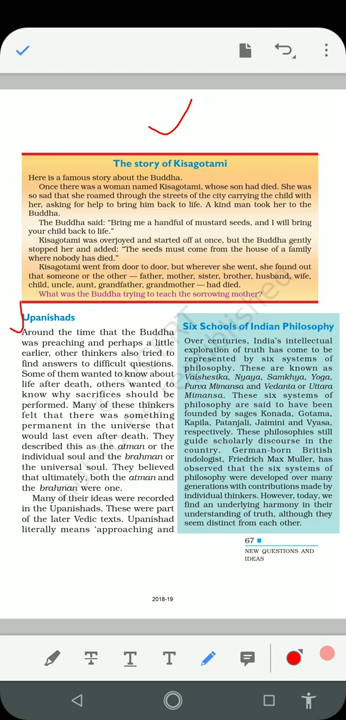 The story of Kisagotami
Here is a famous story about the Buddha.
Once there was a woman named Kisagotami, whose son had died. She was
so sad that she roamed through the streets of the city carrying the child with
her, asking for help to bring him back to life. A kind man took her to the
Buddha.
The Buddha said: “Bring me a handful of mustard seeds, and I will bring
your child back to life.”
Kisagotami was overjoyed and started off at once, but the Buddha gently
stopped her and added: “The seeds must come from the house of a family
where nobody has died.”
Kisagotami went from door to door, but wherever she went, she found out
that someone or the other — father, mother, sister, brother, husband, wife,
child, uncle, aunt, grandfather, grandmother — had died.
What was the Buddha trying to teach the sorrowing mother?
Upanishads
Around the time that the Buddha
was preaching and perhaps a little
earlier, other thinkers also tried to
find answers to difficult questions.
Some of them wanted to know about
life after death, others wanted to
know why sacrifices should be
performed. Many of these thinkers
felt that there was something
permanent in the universe that
would last even after death. They
described this as the atman or the
individual soul and the brahman or
the universal soul. They believed
that ultimately, both the atman and
the brahman were one.
Many of their ideas were recorded
in the Upanishads. These were part
of the later Vedic texts. Upanishad
literally means ‘approaching and
Six Schools of Indian Philosophy
Over centuries, India's intellectual
exploration of truth has come to be
represented by six systems of
philosophy. These are known as
Vaishesika, Nyaya, Samkhya, Yoga,
Purva Mimansa and Vedanta or Uttara
Mimansa. These six systems of
philosophy are said to have been
founded by sages Konada, Gotama,
Kapila, Patanjali, Jaimini and Vyasa,
respectively. These philosophies still
guide scholarly discourse in the
country. German-born British
indologist, Friedrich Max Muller, has
observed that the six systems of
philosophy were developed over many
generations with contributions made by
individual thinkers. However, today, we
find an underlying harmony in their
understanding of truth, although they
seem distinct from each other.
67
NEW QUESTIONS AND
IDEAS
2018-19